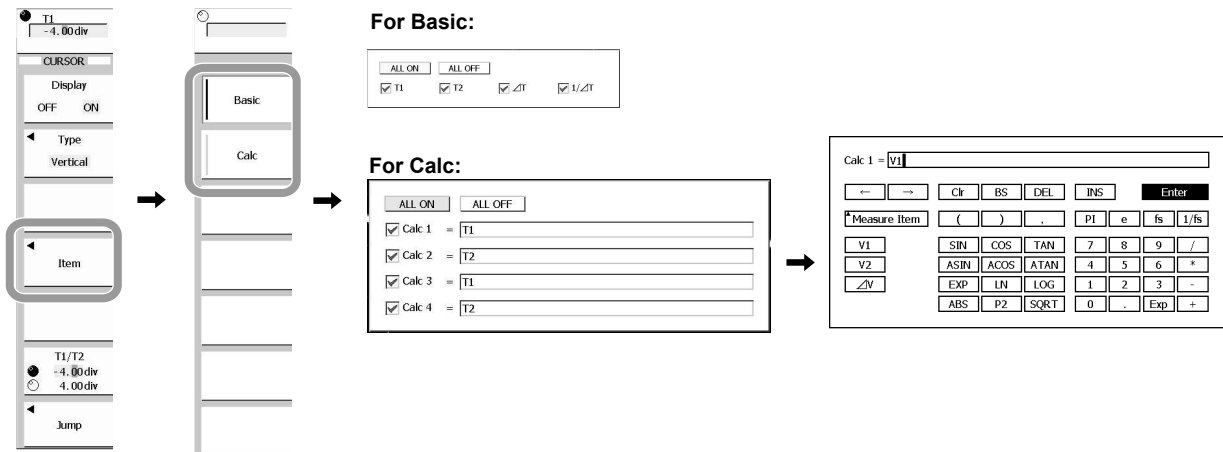 T1
-4.00div
CURSOR
Display
OFF ON
Type
Vertical
Item
T1/T2
-4.00div
4.00div
Jump
Basic
Calc
For Basic:
ALL ON ALL OFF
T1 T2 ⊿T 1/⊿T
For Calc:
ALL ON ALL OFF
Calc 1 = T1
Calc 2 = T2
Calc 3 = T1
Calc 4 = T2
Calc 1 = V1
← → Clr BS DEL INS Enter
Measure Item ( ) , PI e fs 1/fs
V1 SIN COS TAN 7 8 9 /
V2 ASIN ACOS ATAN 4 5 6 *
⊿V EXP LN LOG 1 2 3 -
ABS P2 SQRT 0 . Exp +